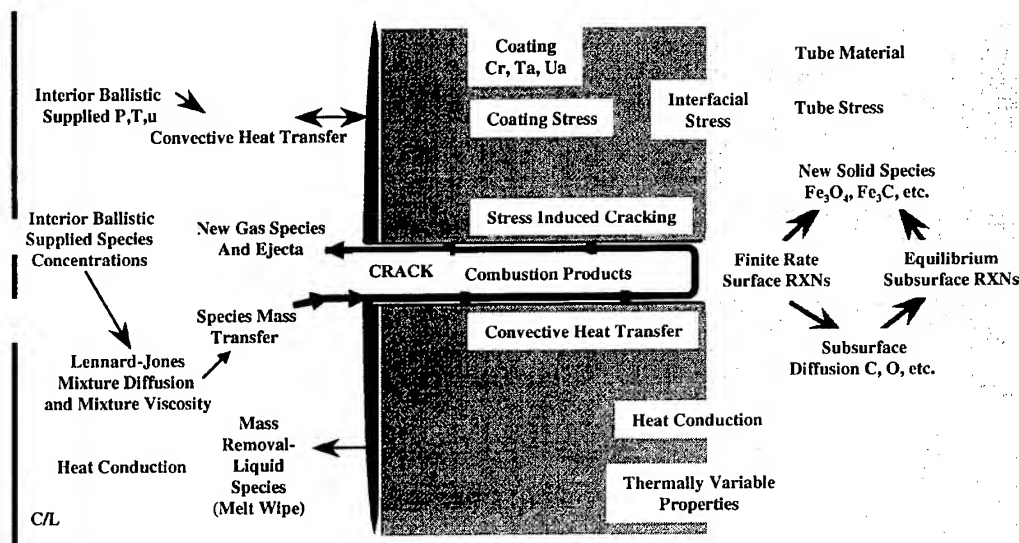 Interior Ballistic
Supplied P,T,u
Convective Heat Transfer
Interior Ballistic
Supplied Species
Concentrations
New Gas Species
And Ejecta
Species Mass
Transfer
Lennard-Jones
Mixture Diffusion
and Mixture Viscosity
Heat Conduction
Mass
Removal-
Liquid
Species
(Melt Wipe)
C/L
Coating
Cr, Ta, Ua
Coating Stress
Interfacial
Stress
Stress Induced Cracking
CRACK
Combustion Products
Convective Heat Transfer
Heat Conduction
Thermally Variable
Properties
Tube Material
Tube Stress
New Solid Species
Fe₃O₄, Fe₃C, etc.
Finite Rate
Surface RXNs
Equilibrium
Subsurface RXNs
Subsurface
Diffusion C, O, etc.